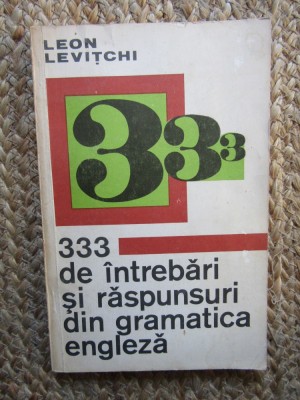 LEON
LEVIȚCHI
333
333
de întrebări
și răspunsuri
din gramatica
engleză